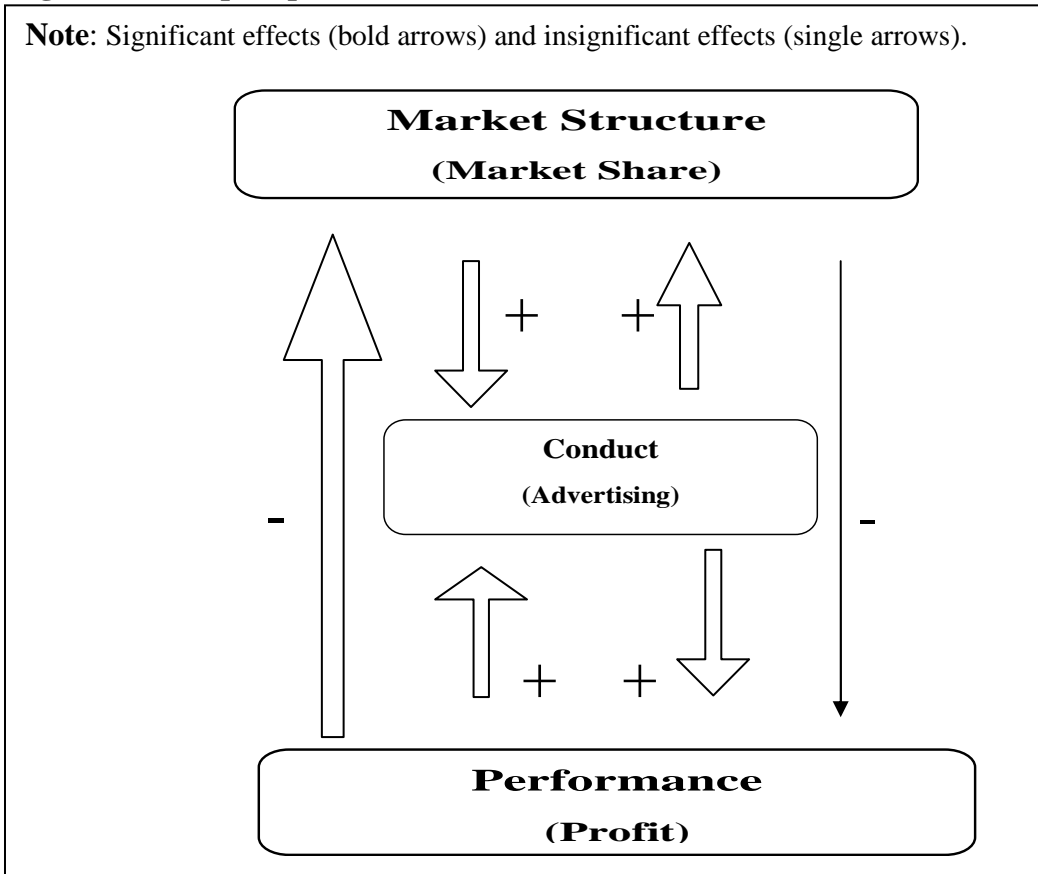 Note: Significant effects (bold arrows) and insignificant effects (single arrows).
Market Structure
(Market Share)
+ +
Conduct
(Advertising)
- -
+ +
Performance
(Profit)